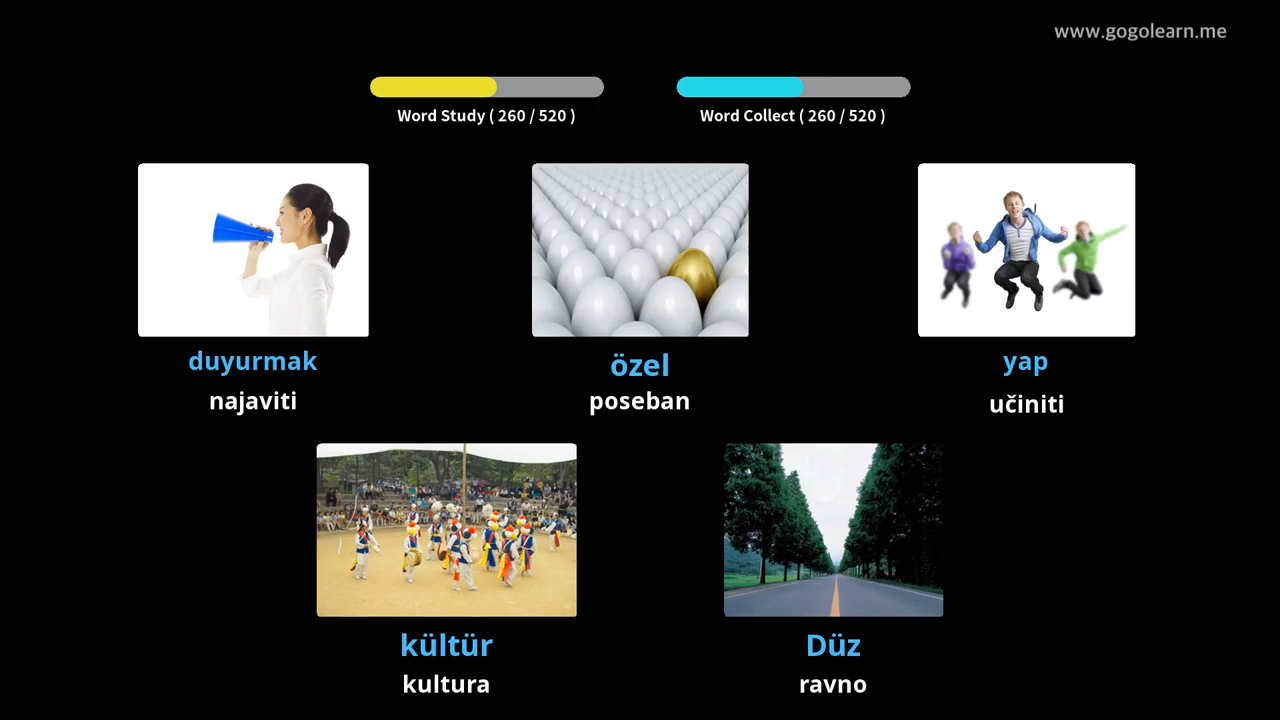 www.gogolearn.me
Word Study ( 260 / 520 )
Word Collect ( 260 / 520 )
duyurmak
najaviti
özel
poseban
yap
učiniti
kültür
kultura
Düz
ravno